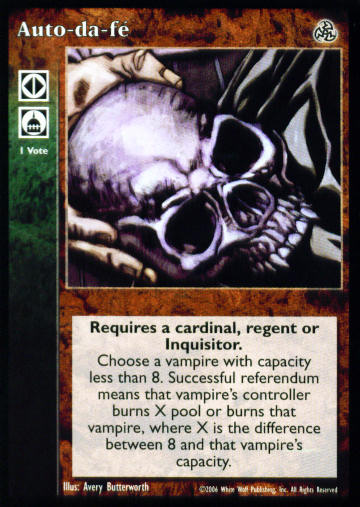 Auto-da-fé
1 Vote
Requires a cardinal, regent or
Inquisitor.
Choose a vampire with capacity
less than 8. Successful referendum
means that vampire's controller
burns X pool or burns that
vampire, where X is the difference
between 8 and that vampire's
capacity.
Illus: Avery Butterworth
©2006 White Wolf Publishing, Inc. All Rights Reserved